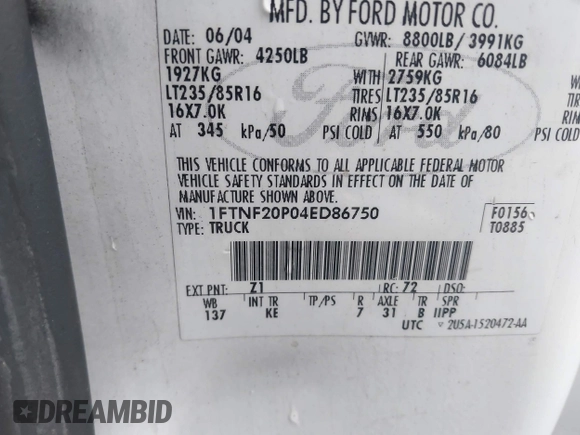 MFD. BY FORD MOTOR CO.
DATE: 06/04 GVWR: 8800LB/ 3991KG
FRONT GAWR: 4250LB REAR GAWR: 6084LB
1927KG WITH 2759KG
LT235/85R16 TIRES LT235/85R16
16X7.0K RIMS 16X7.0K
AT 345 kPa/50 PSI COLD AT 550 kPa/80 PSI COLD
Ford
THIS VEHICLE CONFORMS TO ALL APPLICABLE FEDERAL MOTOR
VEHICLE SAFETY STANDARDS IN EFFECT ON THE DATE OF
MANUFACTURE SHOWN ABOVE.
VIN: 1FTNF20P04ED86750 F0156
TYPE: TRUCK T0885
EXT PNT: Z1 RC: 72 DSO:
WB INT TR TP/PS R AXLE TR SPR
137 KE 7 31 B IIPP
UTC 2U5A-1520472-AA
DREAMBID